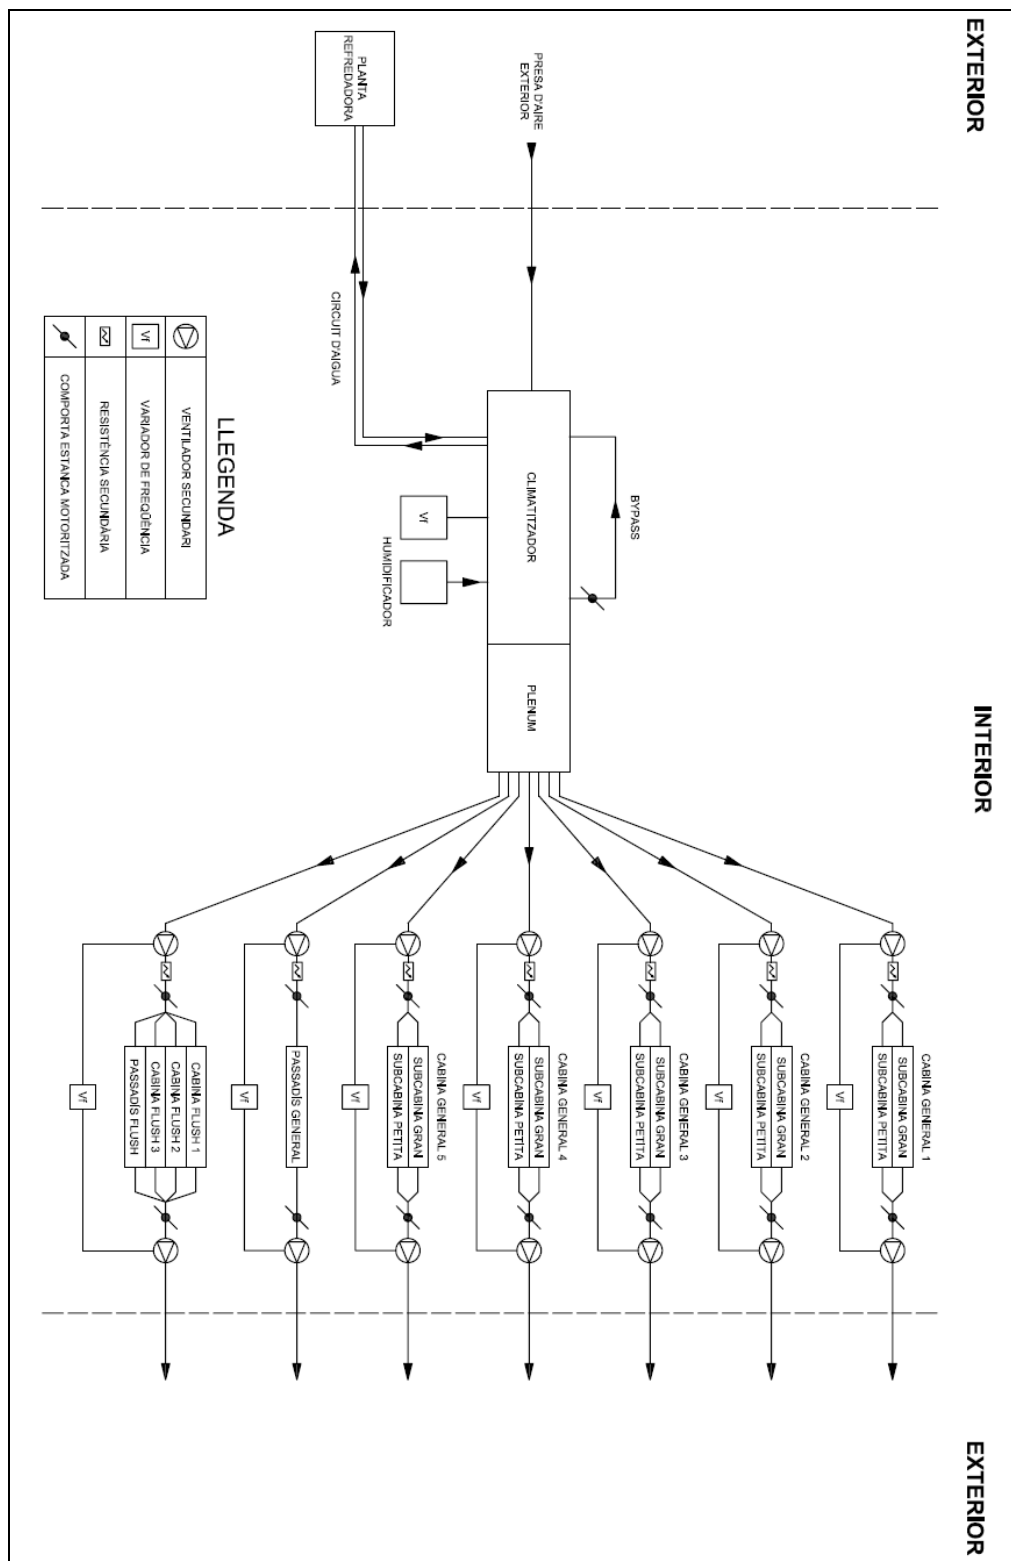 EXTERIOR
INTERIOR
EXTERIOR
PLANTA
REFREDADORA
PRESA D'AIRE
EXTERIOR
CIRCUIT D'AIGUA
BYPASS
CLIMATITZADOR
PLENUM
Vf
HUMIDIFICADOR
CABINA GENERAL 1
SUBCABINA GRAN
SUBCABINA PETITA
Vf
CABINA GENERAL 2
SUBCABINA GRAN
SUBCABINA PETITA
Vf
CABINA GENERAL 3
SUBCABINA GRAN
SUBCABINA PETITA
Vf
CABINA GENERAL 4
SUBCABINA GRAN
SUBCABINA PETITA
Vf
CABINA GENERAL 5
SUBCABINA GRAN
SUBCABINA PETITA
Vf
PASSADÍS GENERAL
Vf
CABINA FLUSH 1
CABINA FLUSH 2
CABINA FLUSH 3
PASSADÍS FLUSH
Vf
LLEGENDA
VENTILADOR SECUNDARI
Vf
VARIADOR DE FREQÜÈNCIA
RESISTÈNCIA SECUNDÀRIA
COMPORTA ESTANCA MOTORITZADA